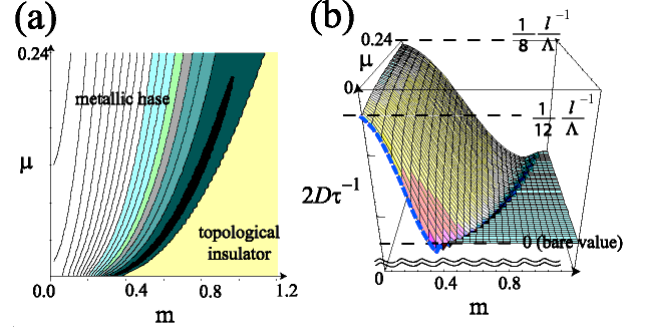 (a)
0.24
metallic hase
μ
topological
insulator
0.0 0.4 0.8 1.2
m
(b)
0.24
μ
0
1/8 l⁻¹/Λ
1/12 l⁻¹/Λ
2Dτ⁻¹
0 (bare value)
0 0.4 0.8
m